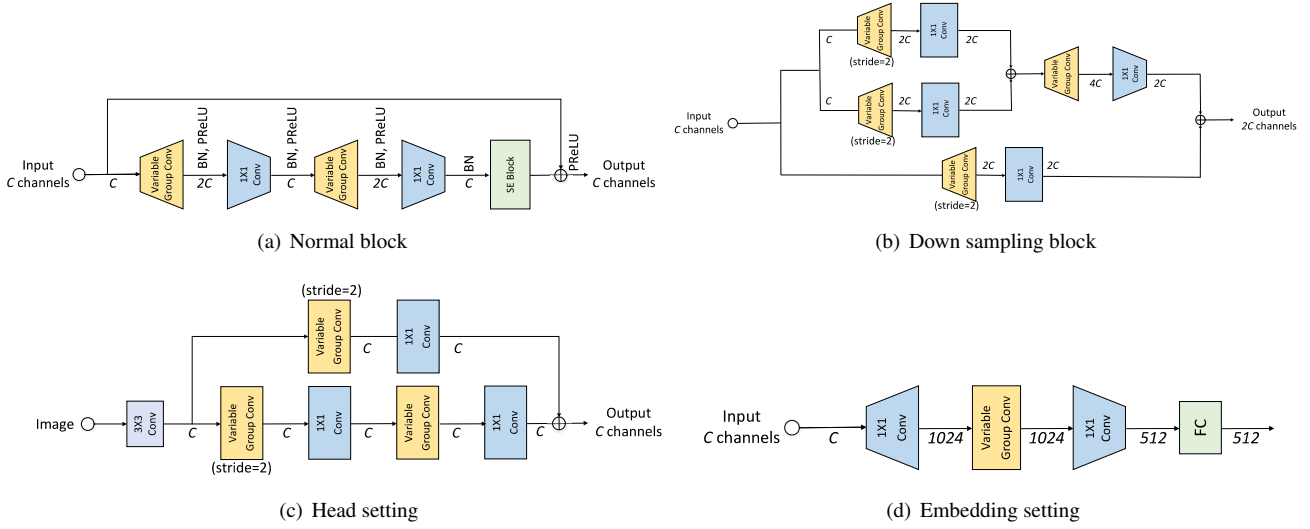 Input
C channels
C
Variable
Group Conv
BN, PReLU
2C
1X1
Conv
BN, PReLU
C
Variable
Group Conv
BN, PReLU
2C
1X1
Conv
BN
C
SE Block
PReLU
Output
C channels
(a) Normal block
Input
C channels
C
Variable
Group Conv
(stride=2)
2C
1X1
Conv
2C
C
Variable
Group Conv
(stride=2)
2C
1X1
Conv
2C
Variable
Group Conv
4C
1X1
Conv
2C
Variable
Group Conv
(stride=2)
2C
1X1
Conv
2C
Output
2C channels
(b) Down sampling block
Image
3X3
Conv
C
(stride=2)
Variable
Group Conv
C
1X1
Conv
C
Variable
Group Conv
(stride=2)
C
1X1
Conv
C
Variable
Group Conv
C
1X1
Conv
C
Output
C channels
(c) Head setting
Input
C channels
C
1X1
Conv
1024
Variable
Group Conv
1024
1X1
Conv
512
FC
512
(d) Embedding setting